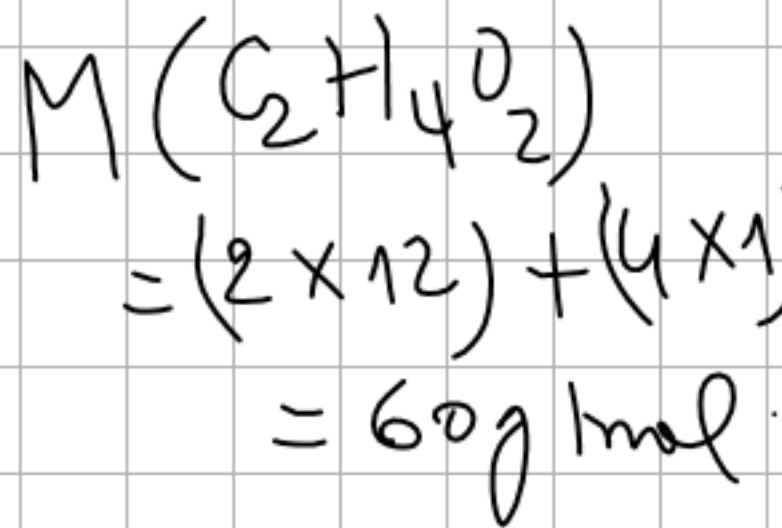 M(C₂H₄O₂)
=(2×12)+(4×1)
=60g/mol.